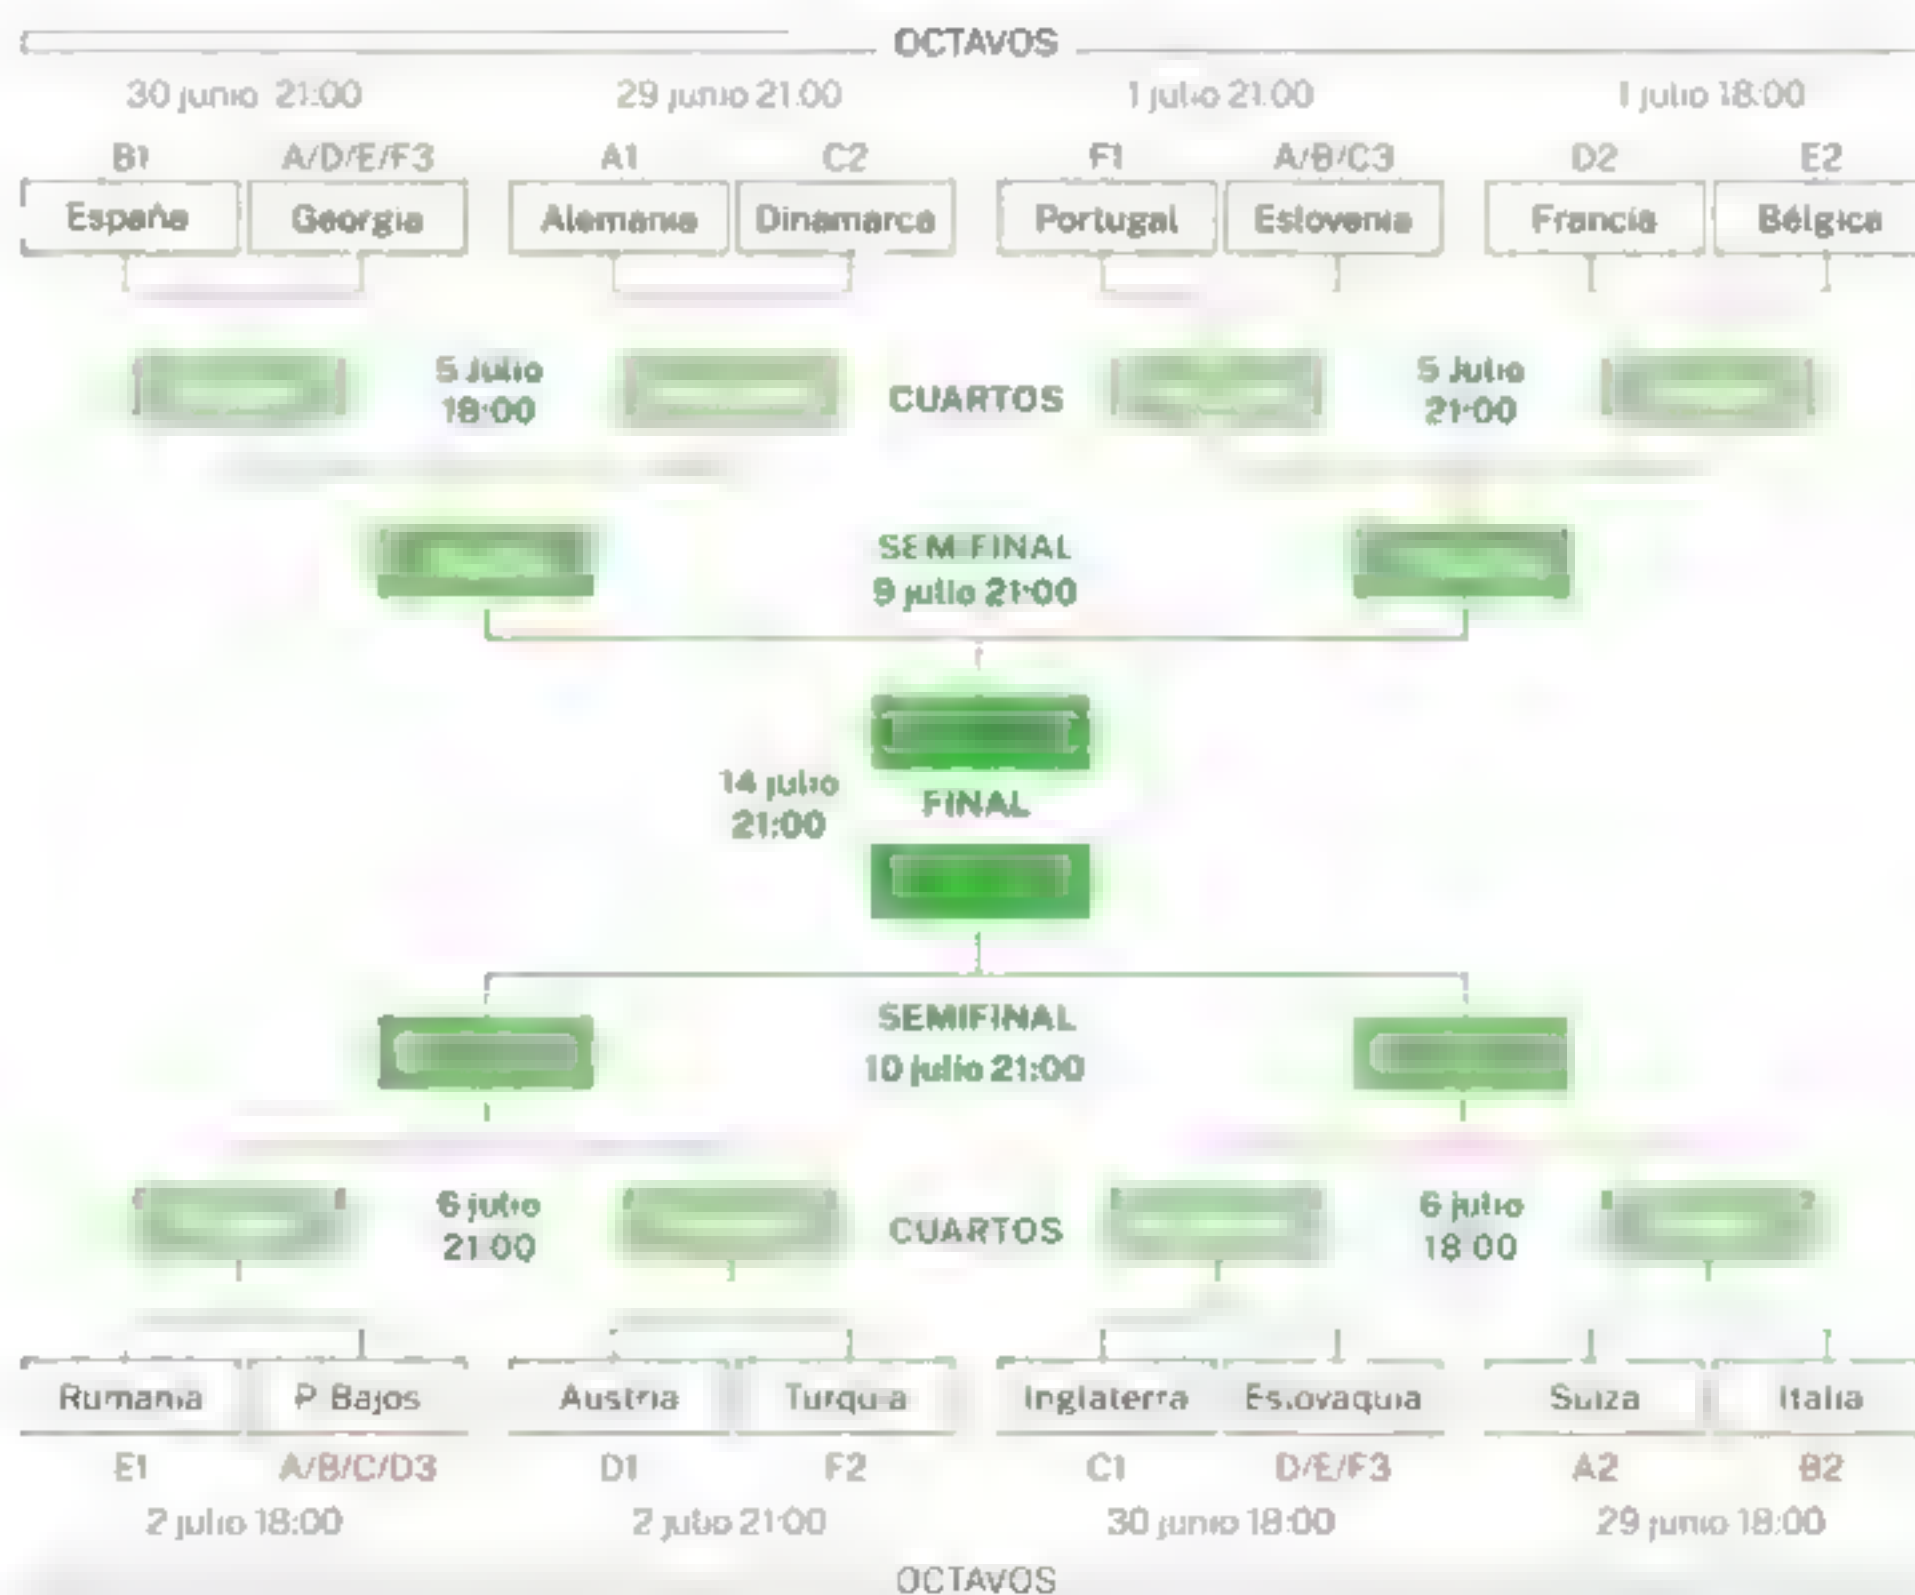 OCTAVOS
30 junio 21:00 29 junio 21:00 1 julio 21:00 1 julio 18:00
B1 A/D/E/F3 A1 C2 F1 A/B/C3 D2 E2
España Georgia Alemania Dinamarca Portugal Eslovenia Francia Bélgica
5 Julio 5 Julio
18:00 CUARTOS 21:00
SEMIFINAL
9 julio 21:00
14 julio
21:00 FINAL
SEMIFINAL
10 julio 21:00
6 julio 6 julio
21:00 CUARTOS 18:00
Rumania P. Bajos Austria Turquia Inglaterra Eslovaquia Suiza Italia
E1 A/B/C/D3 D1 F2 C1 D/E/F3 A2 B2
2 julio 18:00 2 julio 21:00 30 junio 18:00 29 junio 18:00
OCTAVOS